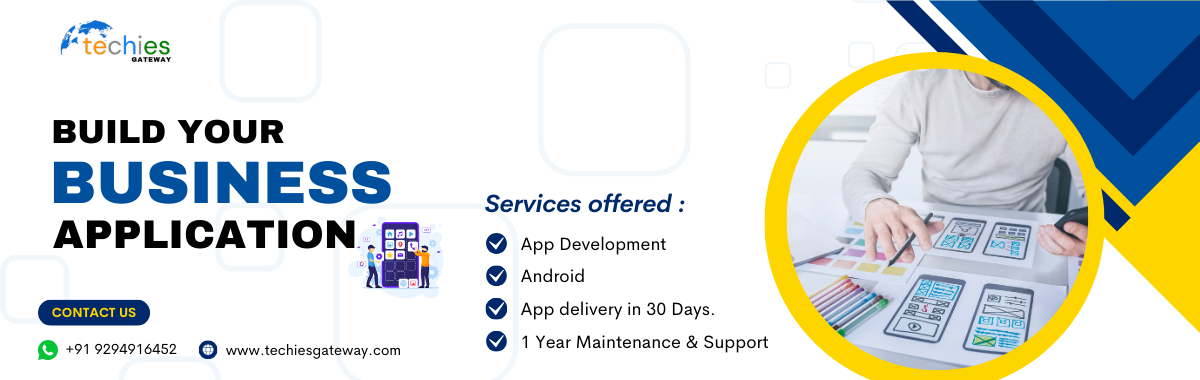 techies
GATEWAY
BUILD YOUR
BUSINESS
APPLICATION
CONTACT US
+91 9294916452
www.techiesgateway.com
Services offered :
App Development
Android
App delivery in 30 Days.
1 Year Maintenance & Support